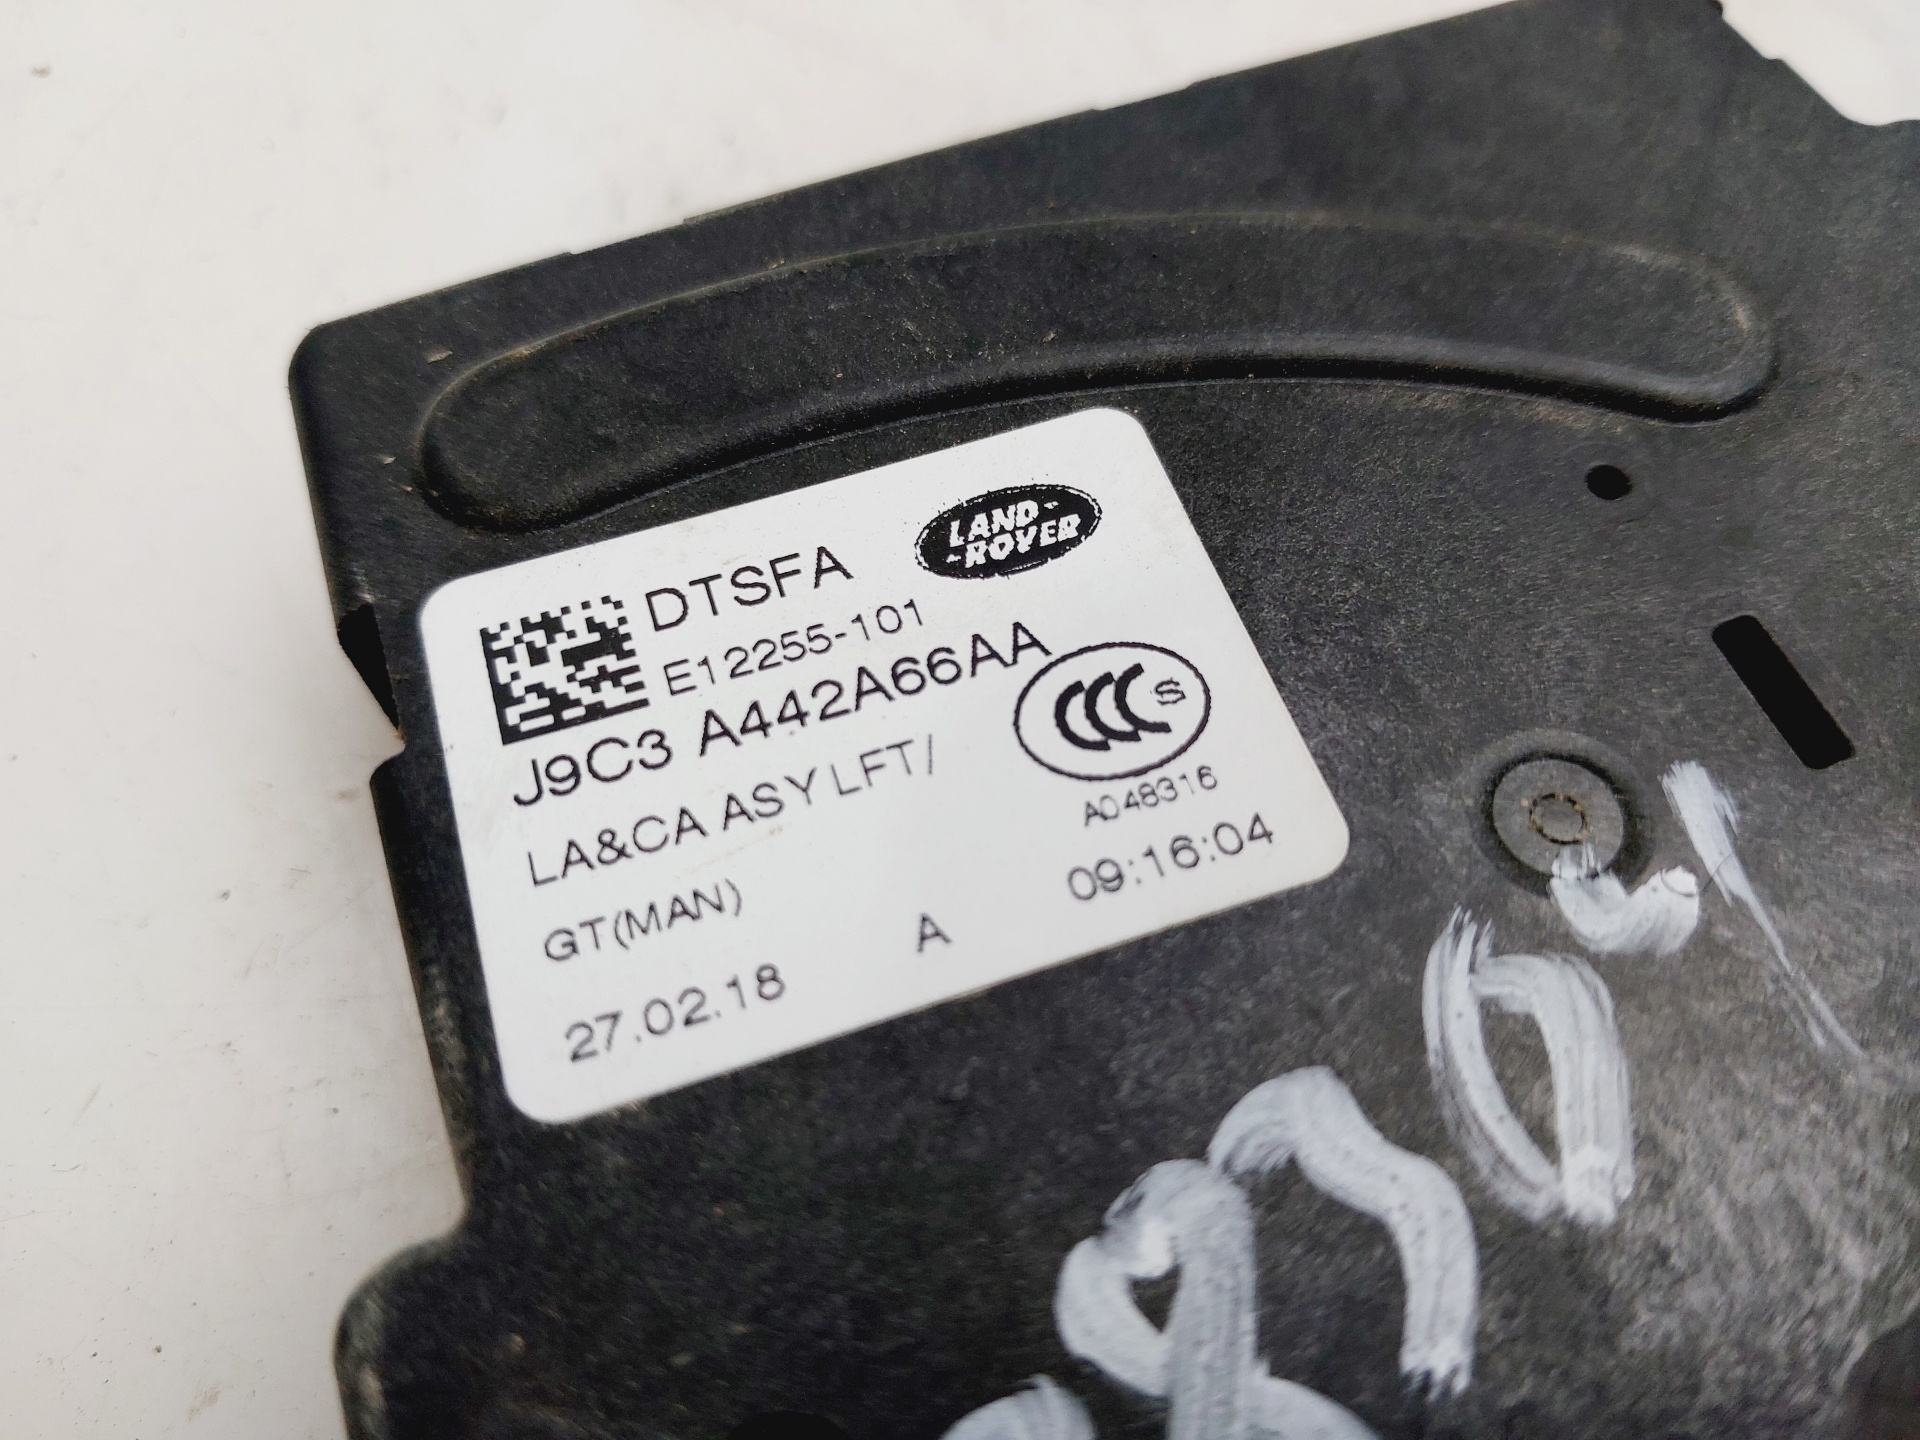 DTSFA
LAND-
-ROVER
E12255-101
J9C3 A442A66AA
CCC S
LA&CA ASY LFT/
A048316
GT(MAN)
09:16:04
27.02.18 A